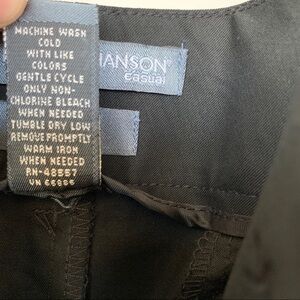 MACHINE WASH
COLD
WITH LIKE
COLORS
GENTLE CYCLE
ONLY NON-
CHLORINE BLEACH
WHEN NEEDED
TUMBLE DRY LOW
REMOVE PROMPTLY
WARM IRON
WHEN NEEDED
RN-48557
HANSON®
casual